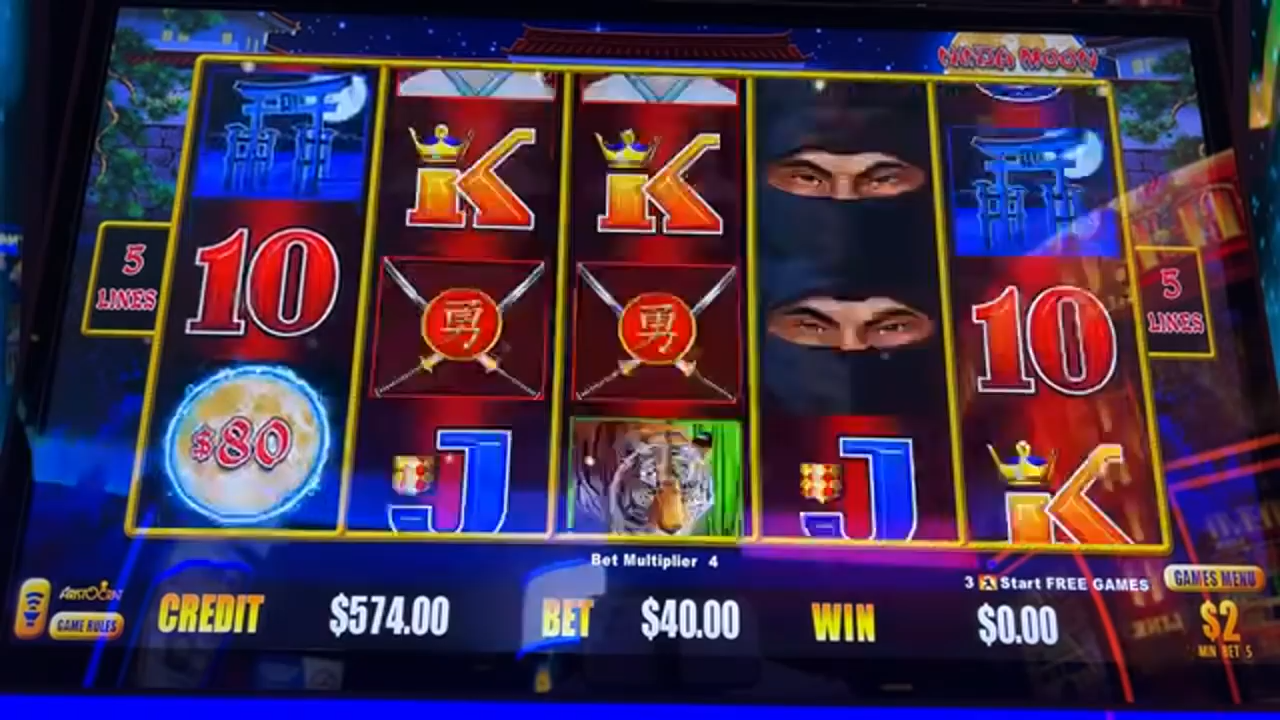 NINJA MOON
K
K
10
5
LINES
勇
勇
5
LINES
10
$80
J
J
K
Bet Multiplier 4
3 Start FREE GAMES
GAMES MENU
ARISTOCRAT
GAME RULES
CREDIT $574.00 BET $40.00 WIN $0.00
$2
MIN BET 5